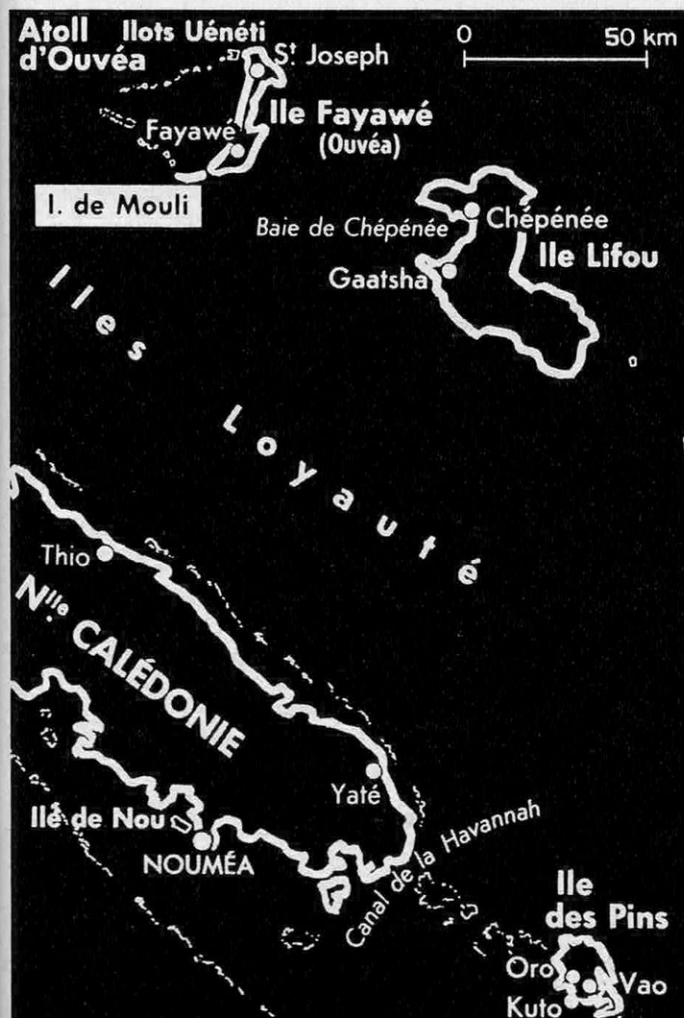 Atoll
d'Ouvéa
Ilots Uénéti
0 50 km
St Joseph
Ile Fayawé
(Ouvéa)
Fayawé
I. de Mouli
Baie de Chépénée
Chépénée
Ile Lifou
Gaatsha
Iles Loyauté
Thio
Nlle CALÉDONIE
Yaté
Ile de Nou
NOUMÉA
Canal de la Havannah
Ile
des Pins
Oro
Vao
Kuto